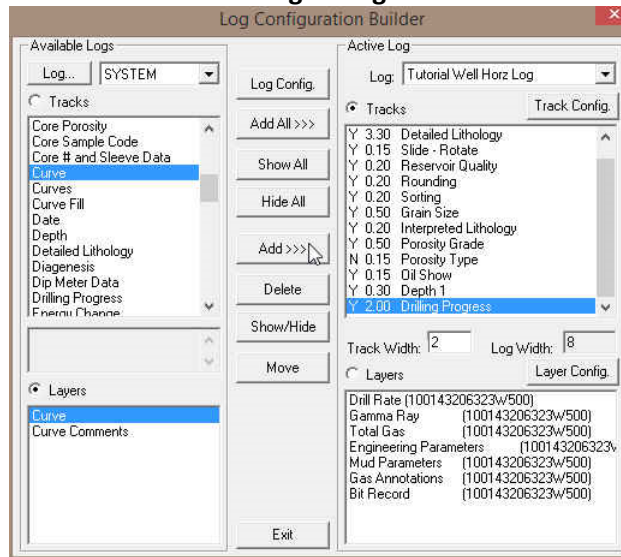 Log Configuration Builder
Available Logs
Log... SYSTEM
Tracks
Core Porosity
Core Sample Code
Core # and Sleeve Data
Curve
Curves
Curve Fill
Date
Depth
Detailed Lithology
Diagenesis
Dip Meter Data
Drilling Progress
Energy Change
Layers
Curve
Curve Comments
Log Config.
Add All >>>
Show All
Hide All
Add >>>
Delete
Show/Hide
Move
Exit
Active Log
Log: Tutorial Well Horz Log
Tracks Track Config.
Y 3.30 Detailed Lithology
Y 0.15 Slide - Rotate
Y 0.20 Reservoir Quality
Y 0.20 Rounding
Y 0.20 Sorting
Y 0.50 Grain Size
Y 0.20 Interpreted Lithology
Y 0.50 Porosity Grade
N 0.15 Porosity Type
Y 0.15 Oil Show
Y 0.30 Depth 1
Y 2.00 Drilling Progress
Track Width: 2 Log Width: 8
Layers Layer Config.
Drill Rate (100143206323W500)
Gamma Ray (100143206323W500)
Total Gas (100143206323W500)
Engineering Parameters (100143206323\
Mud Parameters (100143206323W500)
Gas Annotations (100143206323W500)
Bit Record (100143206323W500)